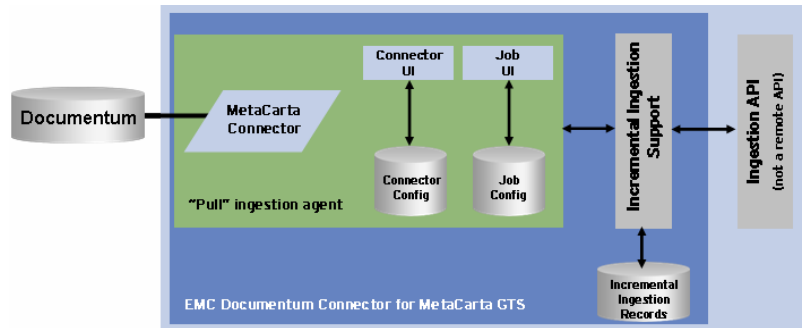 Documentum
MetaCarta
Connector
Connector
UI
Job
UI
Connector
Config
Job
Config
"Pull" ingestion agent
Incremental Ingestion
Support
Ingestion API
(not a remote API)
Incremental
Ingestion
Records
EMC Documentum Connector for MetaCarta GTS